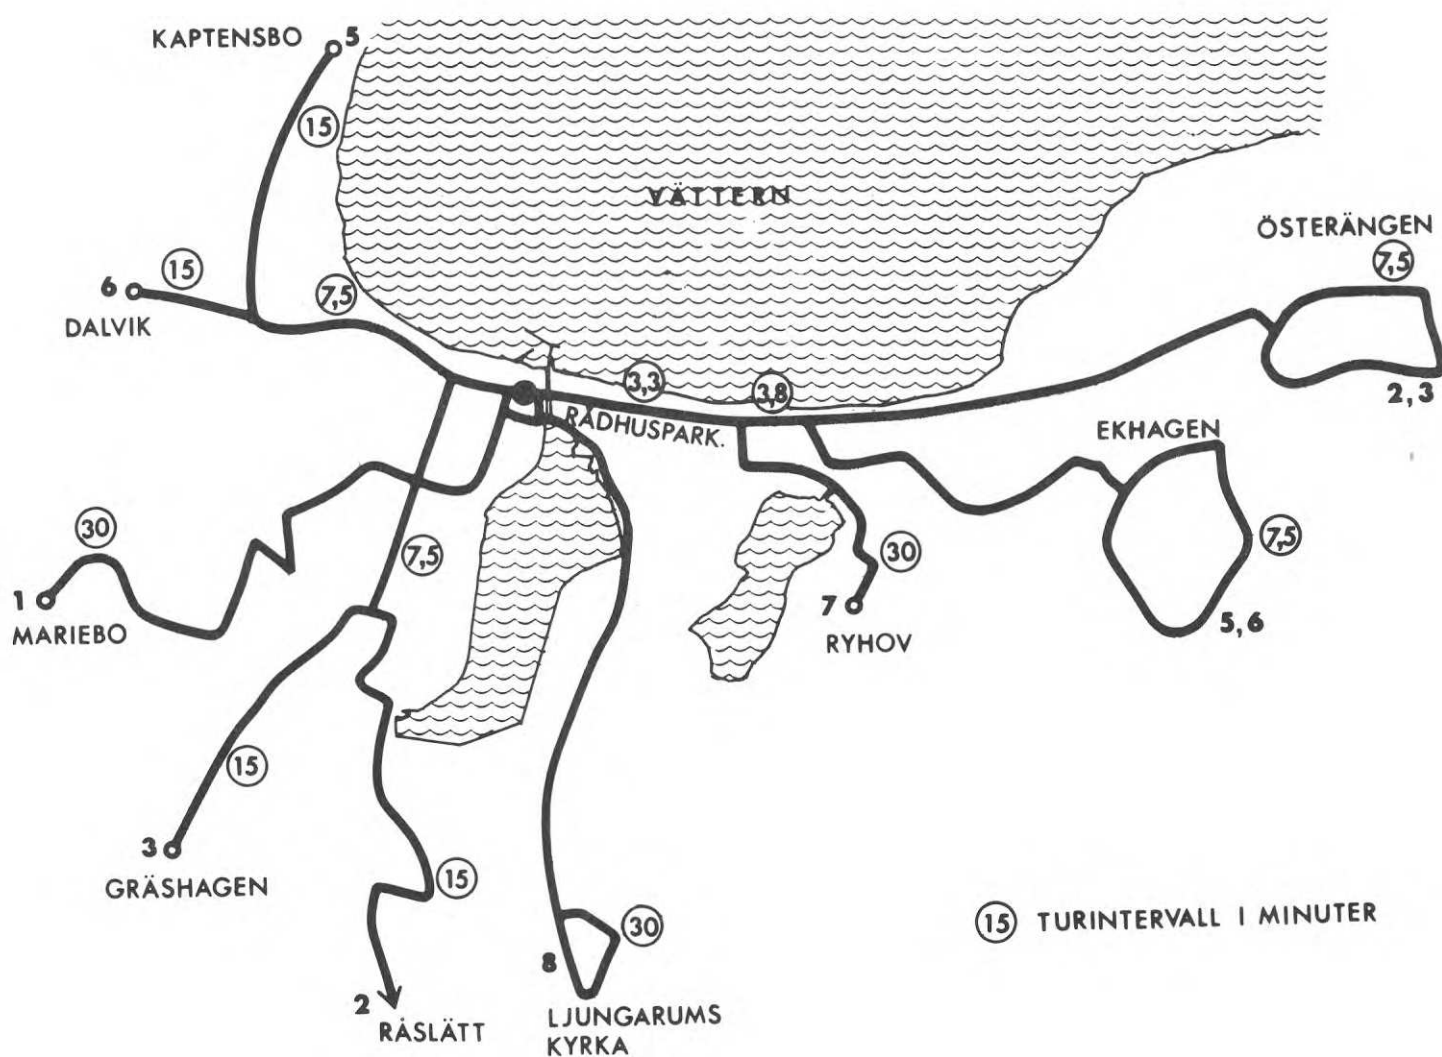 KAPTENSBO 5
15
VÄTTERN
ÖSTERÄNGEN
7,5
15
6
DALVIK
7,5
3,3
3,8
2,3
RÅDHUSPARK.
EKHAGEN
30
7,5
30
7,5
1
MARIEBO
7
RYHOV
5,6
15
3
GRÄSHAGEN
15
30
15 TURINTERVALL I MINUTER
8
2
RÅSLÄTT
LJUNGARUMS
KYRKA